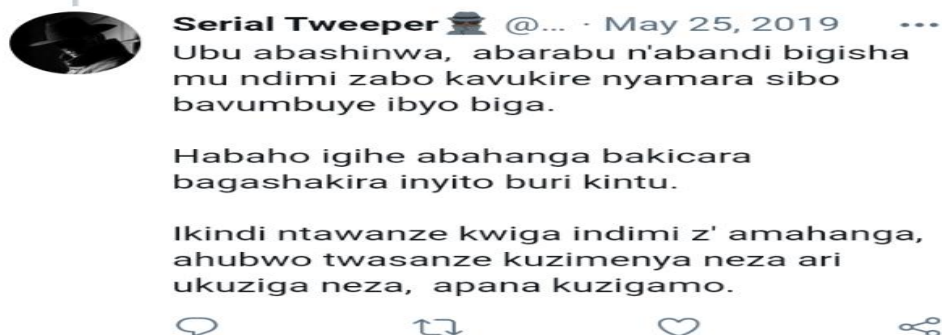 Serial Tweeper @... · May 25, 2019 ...
Ubu abashinwa, abarabu n'abandi bigisha
mu ndimi zabo kavukire nyamara sibo
bavumbuye ibyo biga.
Habaho igihe abahanga bakicara
bagashakira inyito buri kintu.
Ikindi ntawanze kwiga indimi z' amahanga,
ahubwo twasanze kuzimenya neza ari
ukuziga neza, apana kuzigamo.